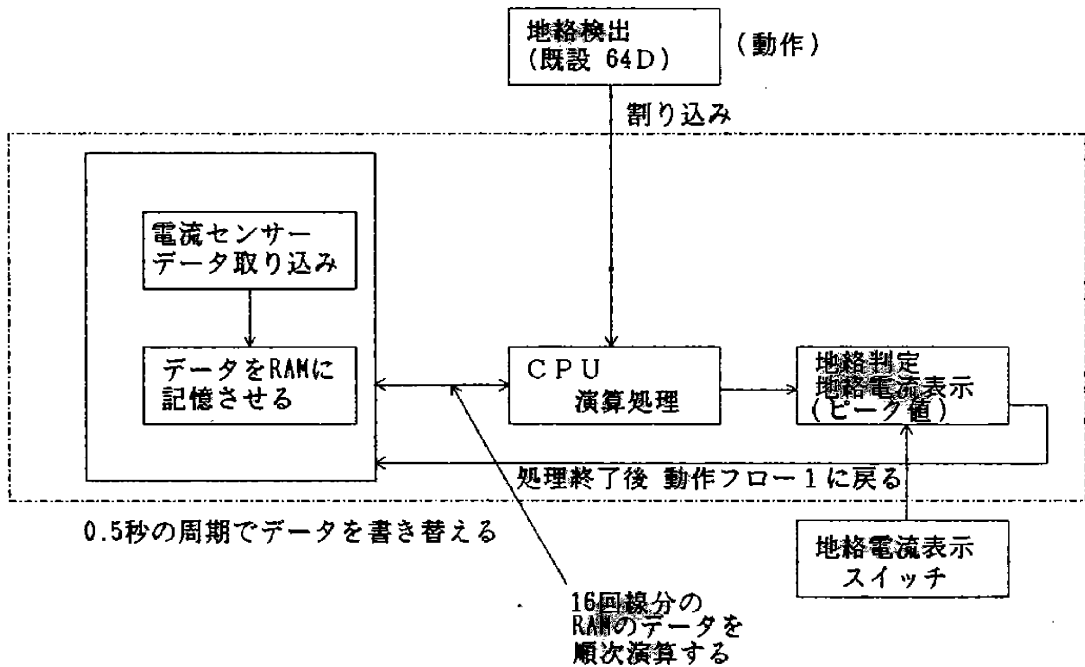 地絡検出
(既設 64D)
(動作)
割り込み
電流センサー
データ取り込み
データをRAMに
記憶させる
CPU
演算処理
地絡判定
地絡電流表示
(ピーク値)
処理終了後 動作フロー1に戻る
0.5秒の周期でデータを書き替える
地絡電流表示
スイッチ
16回線分の
RAMのデータを
順次演算する